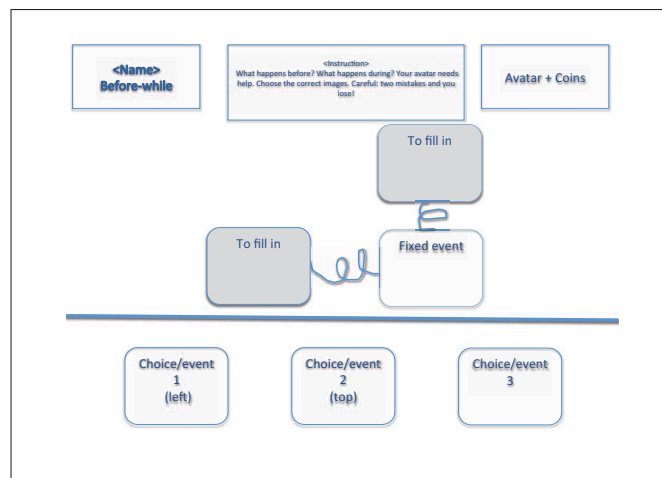 <Name>
Before-while
<Instruction>
What happens before? What happens during? Your avatar needs
help. Choose the correct images. Careful: two mistakes and you
lose!
Avatar + Coins
To fill in
To fill in
Fixed event
Choice/event
1
(left)
Choice/event
2
(top)
Choice/event
3